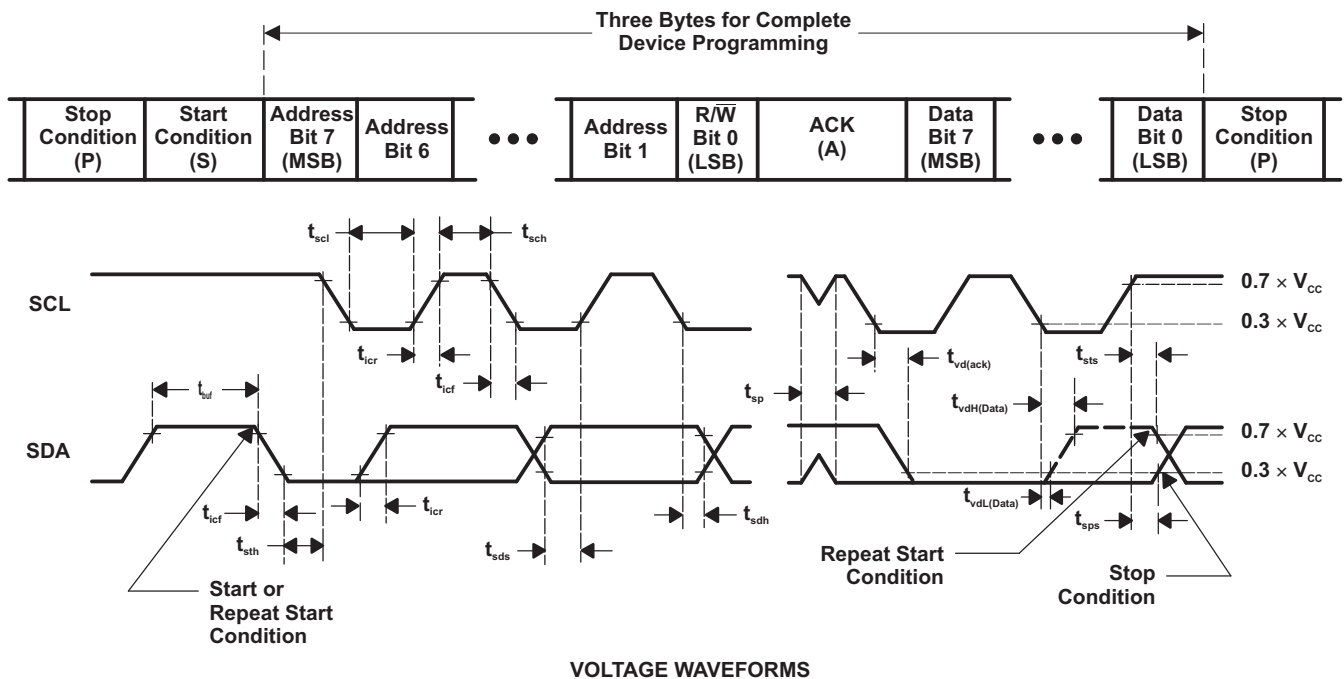 Three Bytes for Complete
Device Programming
Stop
Condition
(P)
Start
Condition
(S)
Address
Bit 7
(MSB)
Address
Bit 6
•••
Address
Bit 1
R/W̅
Bit 0
(LSB)
ACK
(A)
Data
Bit 7
(MSB)
•••
Data
Bit 0
(LSB)
Stop
Condition
(P)
tscl
tsch
SCL
0.7 × VCC
0.3 × VCC
ticr
ticf
tvd(ack)
tsts
tbuf
tsp
tvdH(Data)
SDA
0.7 × VCC
0.3 × VCC
ticf
ticr
tsth
tsds
tsdh
tvdL(Data)
tsps
Start or
Repeat Start
Condition
Repeat Start
Condition
Stop
Condition
VOLTAGE WAVEFORMS